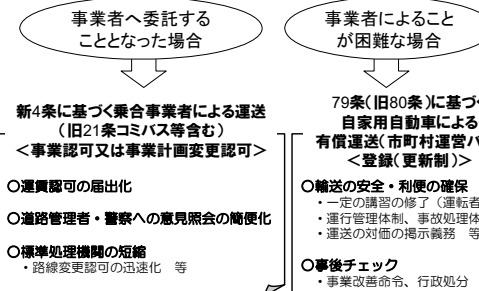 事業者へ委託する
こととなった場合
新4条に基づく乗合事業者による運送
（旧21条コミバス等含む）
＜事業認可又は事業計画変更認可＞
〇運賃認可の届出化
〇道路管理者・警察への意見照会の簡便化
〇標準処理機関の短縮
・路線変更認可の迅速化　等
事業者によること
が困難な場合
79条（旧80条）に基づ
自家用自動車による
有償運送（市町村運営バ
＜登録（更新制）＞
〇輸送の安全・利便の確保
・一定の講習の修了（運転者
・運行管理体制、事故処理体
・運送の対価の掲示義務　等
〇事後チェック
・事業改善命令、行政処分